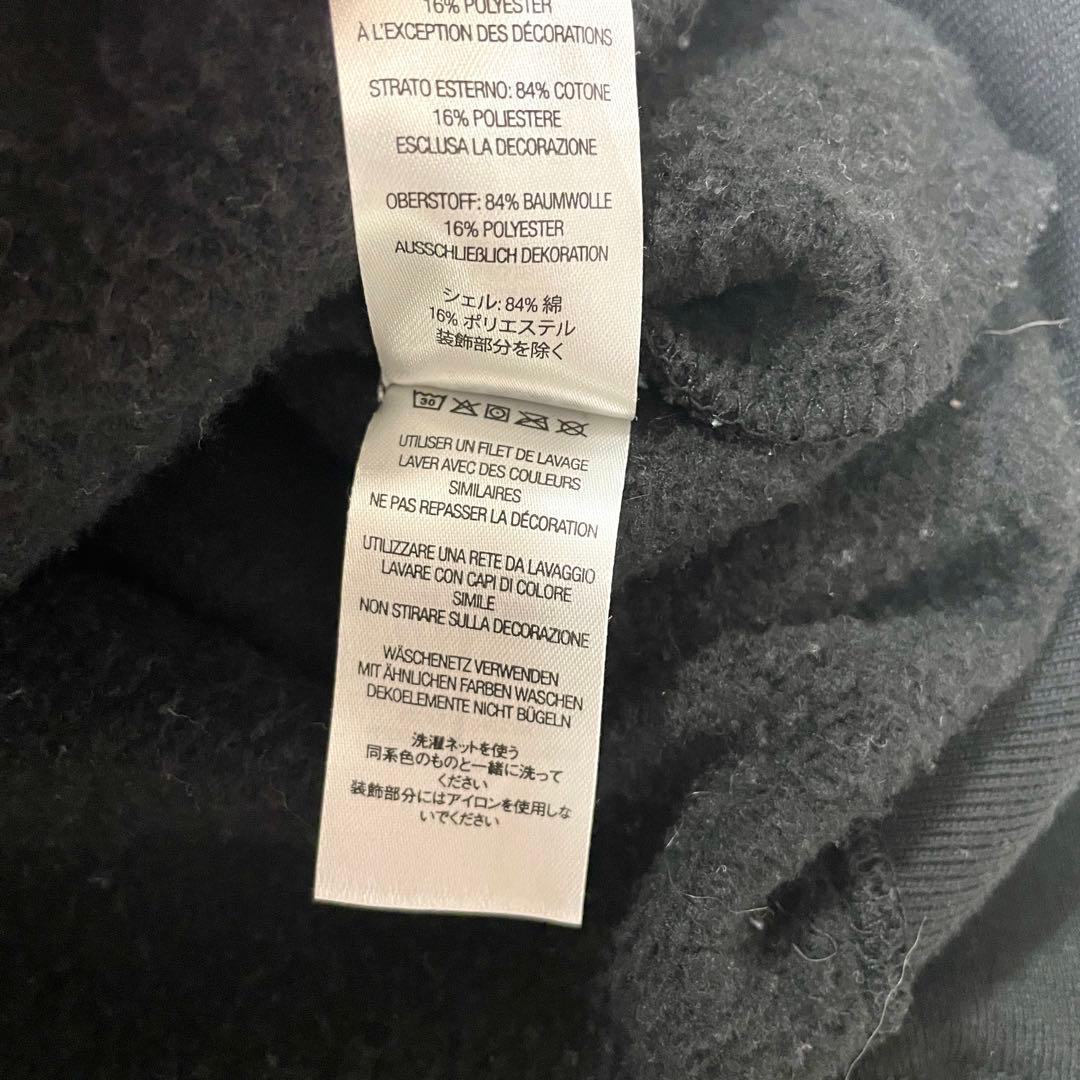 16% POLYESTER
À L'EXCEPTION DES DÉCORATIONS
STRATO ESTERNO: 84% COTONE
16% POLIESTERE
ESCLUSA LA DECORAZIONE
OBERSTOFF: 84% BAUMWOLLE
16% POLYESTER
AUSSCHLIEßLICH DEKORATION
シェル: 84% 綿
16% ポリエステル
装飾部分を除く
30
UTILISER UN FILET DE LAVAGE
LAVER AVEC DES COULEURS
SIMILAIRES
NE PAS REPASSER LA DÉCORATION
UTILIZZARE UNA RETE DA LAVAGGIO
LAVARE CON CAPI DI COLORE
SIMILE
NON STIRARE SULLA DECORAZIONE
WÄSCHENETZ VERWENDEN
MIT ÄHNLICHEN FARBEN WASCHEN
DEKOELEMENTE NICHT BÜGELN
洗濯ネットを使う
同系色のものと一緒に洗って
ください
装飾部分にはアイロンを使用しな
いでください